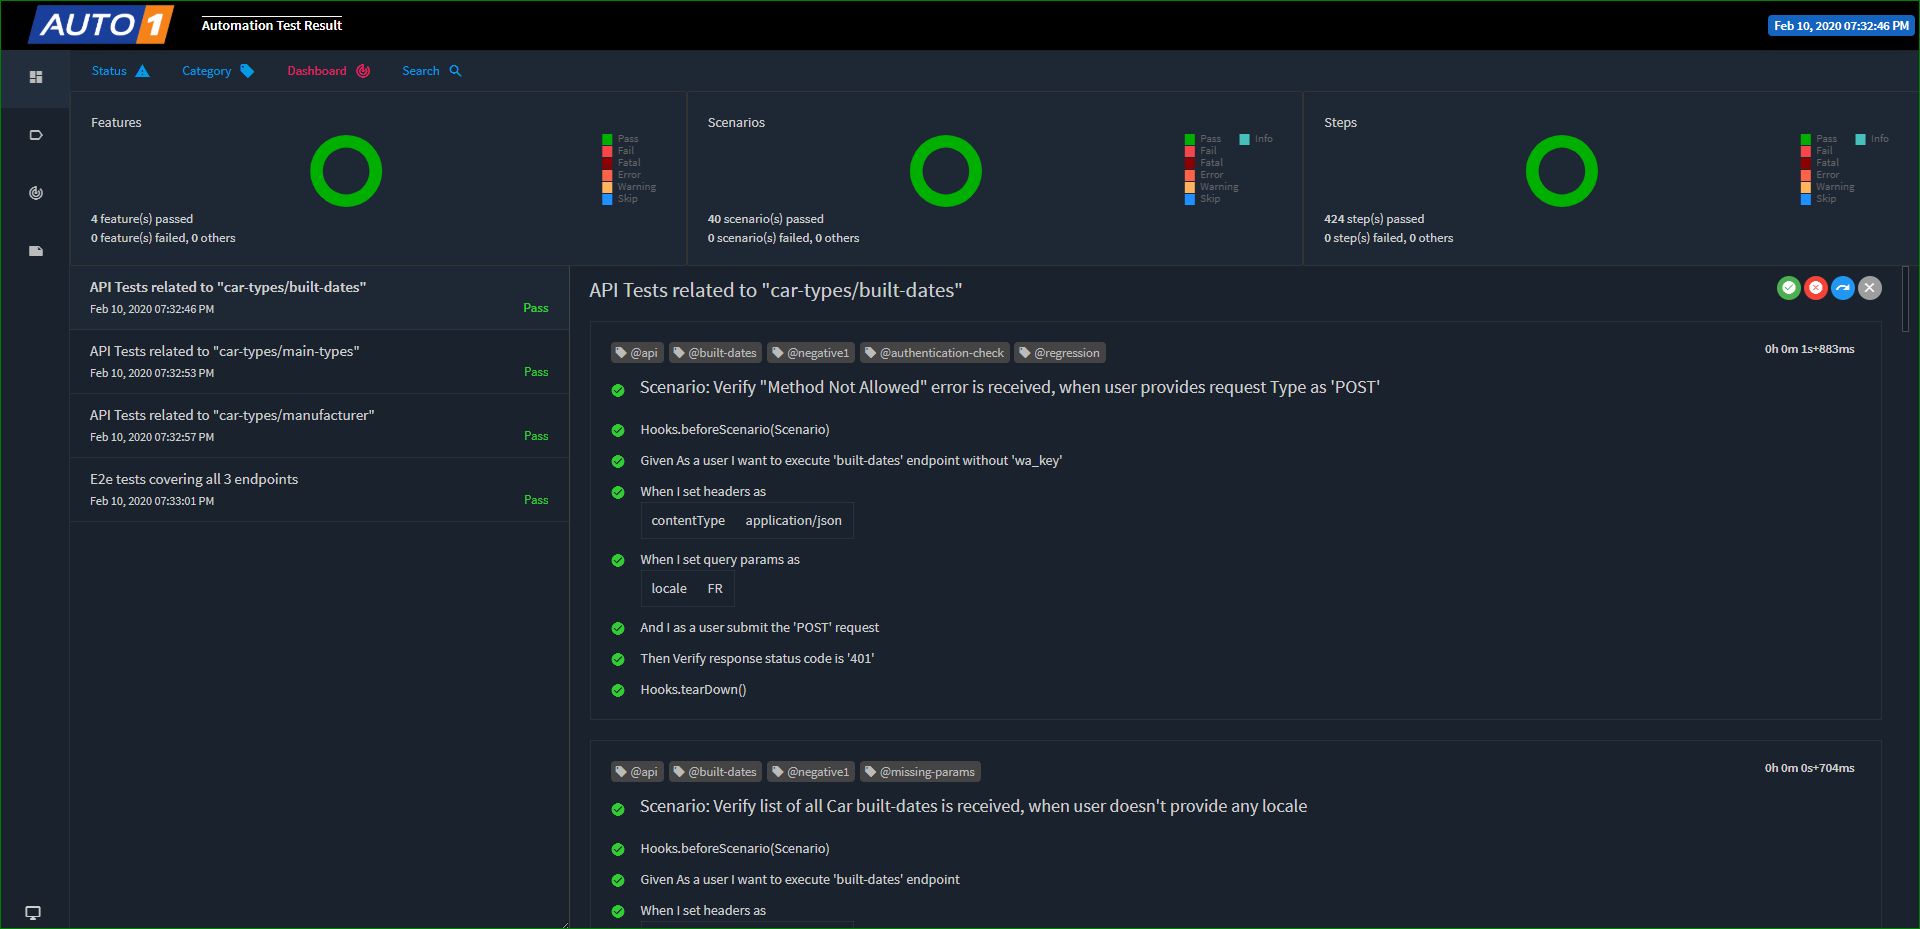 AUTO1
Automation Test Result
Feb 10, 2020 07:32:46 PM
Status
Category
Dashboard
Search
Features
Pass
Fail
Fatal
Error
Warning
Skip
4 feature(s) passed
0 feature(s) failed, 0 others
Scenarios
Pass Info
Fail
Fatal
Error
Warning
Skip
40 scenario(s) passed
0 scenario(s) failed, 0 others
Steps
Pass Info
Fail
Fatal
Error
Warning
Skip
424 step(s) passed
0 step(s) failed, 0 others
API Tests related to "car-types/built-dates"
Feb 10, 2020 07:32:46 PM Pass
API Tests related to "car-types/main-types"
Feb 10, 2020 07:32:53 PM Pass
API Tests related to "car-types/manufacturer"
Feb 10, 2020 07:32:57 PM Pass
E2e tests covering all 3 endpoints
Feb 10, 2020 07:33:01 PM Pass
API Tests related to "car-types/built-dates"
@api @built-dates @negative1 @authentication-check @regression
0h 0m 1s+883ms
Scenario: Verify "Method Not Allowed" error is received, when user provides request Type as 'POST'
Hooks.beforeScenario(Scenario)
Given As a user I want to execute 'built-dates' endpoint without 'wa_key'
When I set headers as
contentType application/json
When I set query params as
locale FR
And I as a user submit the 'POST' request
Then Verify response status code is '401'
Hooks.tearDown()
@api @built-dates @negative1 @missing-params
0h 0m 0s+704ms
Scenario: Verify list of all Car built-dates is received, when user doesn't provide any locale
Hooks.beforeScenario(Scenario)
Given As a user I want to execute 'built-dates' endpoint
When I set headers as